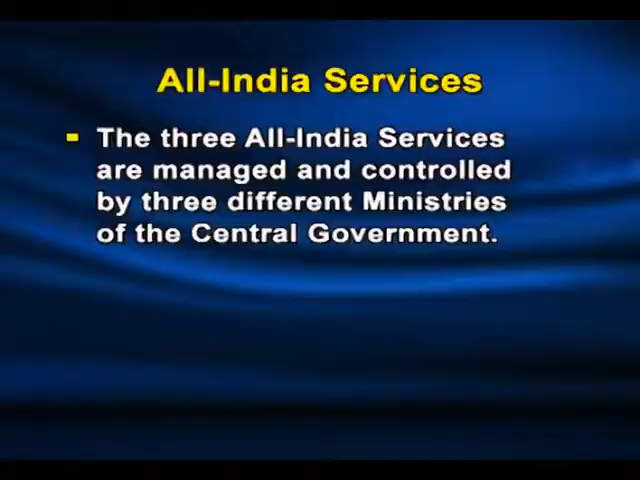 All-India Services
The three All-India Services
are managed and controlled
by three different Ministries
of the Central Government.